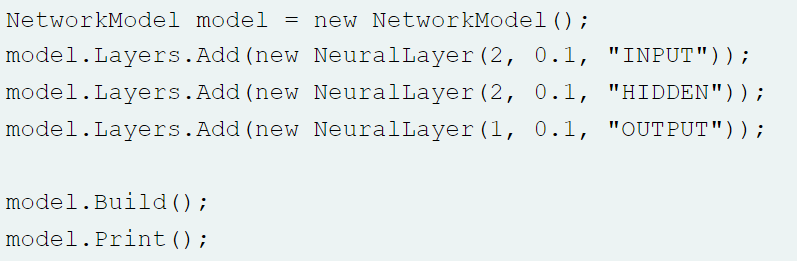 NetworkModel model = new NetworkModel();
model.Layers.Add(new NeuralLayer(2, 0.1, "INPUT"));
model.Layers.Add(new NeuralLayer(2, 0.1, "HIDDEN"));
model.Layers.Add(new NeuralLayer(1, 0.1, "OUTPUT"));

model.Build();
model.Print();